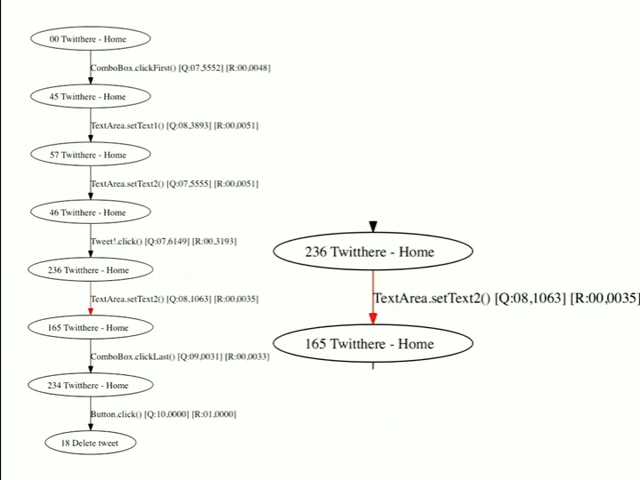 00 Twitthere - Home
ComboBox.clickFirst() [Q:07,5552] [R:00,0048]
45 Twitthere - Home
TextArea.setText1() [Q:08,3893] [R:00,0051]
57 Twitthere - Home
TextArea.setText2() [Q:07,5555] [R:00,0051]
46 Twitthere - Home
Tweet!.click() [Q:07,6149] [R:00,3193]
236 Twitthere - Home
TextArea.setText2() [Q:08,1063] [R:00,0035]
165 Twitthere - Home
ComboBox.clickLast() [Q:09,0031] [R:00,0033]
234 Twitthere - Home
Button.click() [Q:10,0000] [R:01,0000]
18 Delete tweet
236 Twitthere - Home
TextArea.setText2() [Q:08,1063] [R:00,0035]
165 Twitthere - Home